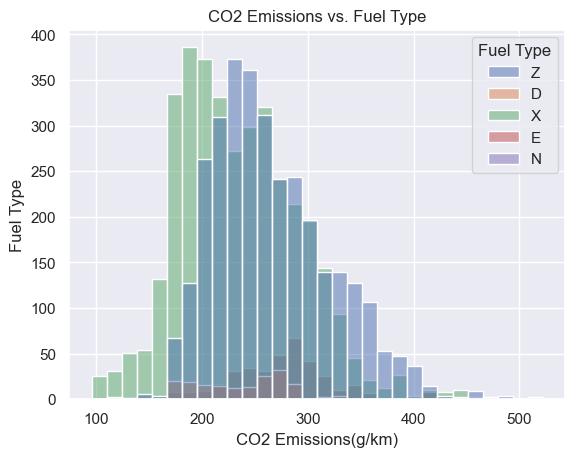 CO2 Emissions vs. Fuel Type
Fuel Type
Z
D
X
E
N
400
350
300
250
200
150
100
50
0
Fuel Type
100
200
300
400
500
CO2 Emissions(g/km)